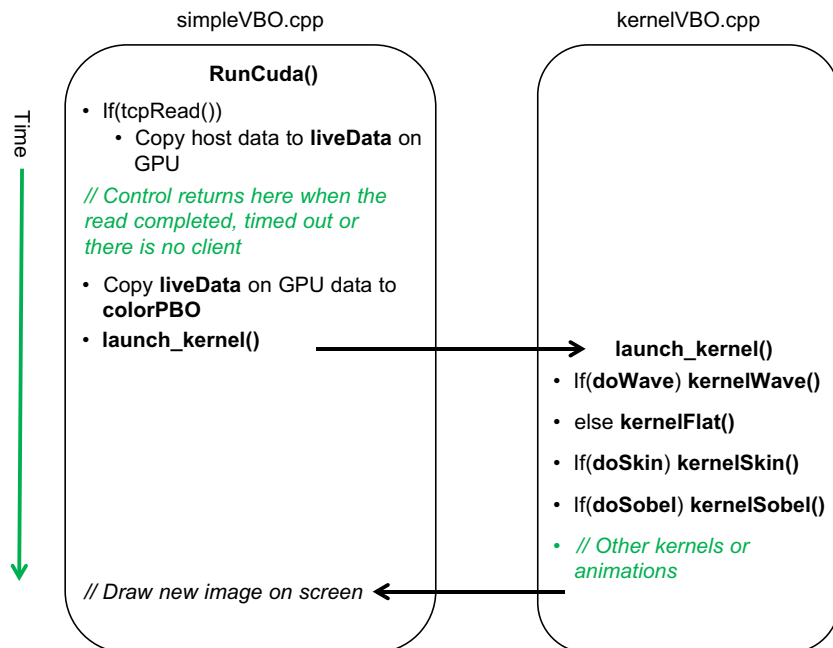 simpleVBO.cpp
kernelVBO.cpp
Time
RunCuda()
• If(tcpRead())
• Copy host data to liveData on
GPU
// Control returns here when the
read completed, timed out or
there is no client
• Copy liveData on GPU data to
colorPBO
• launch_kernel()
// Draw new image on screen
launch_kernel()
• If(doWave) kernelWave()
• else kernelFlat()
• If(doSkin) kernelSkin()
• If(doSobel) kernelSobel()
• // Other kernels or
animations